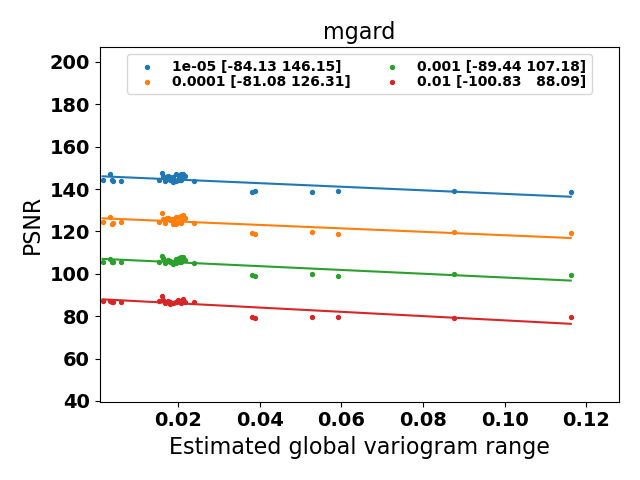 mgard
1e-05 [-84.13 146.15]
0.0001 [-81.08 126.31]
0.001 [-89.44 107.18]
0.01 [-100.83   88.09]
PSNR
200
180
160
140
120
100
80
60
40
0.02 0.04 0.06 0.08 0.10 0.12
Estimated global variogram range